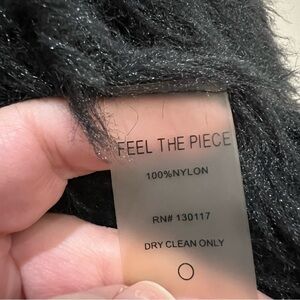 FEEL THE PIECE
100%NYLON
RN# 130117
DRY CLEAN ONLY